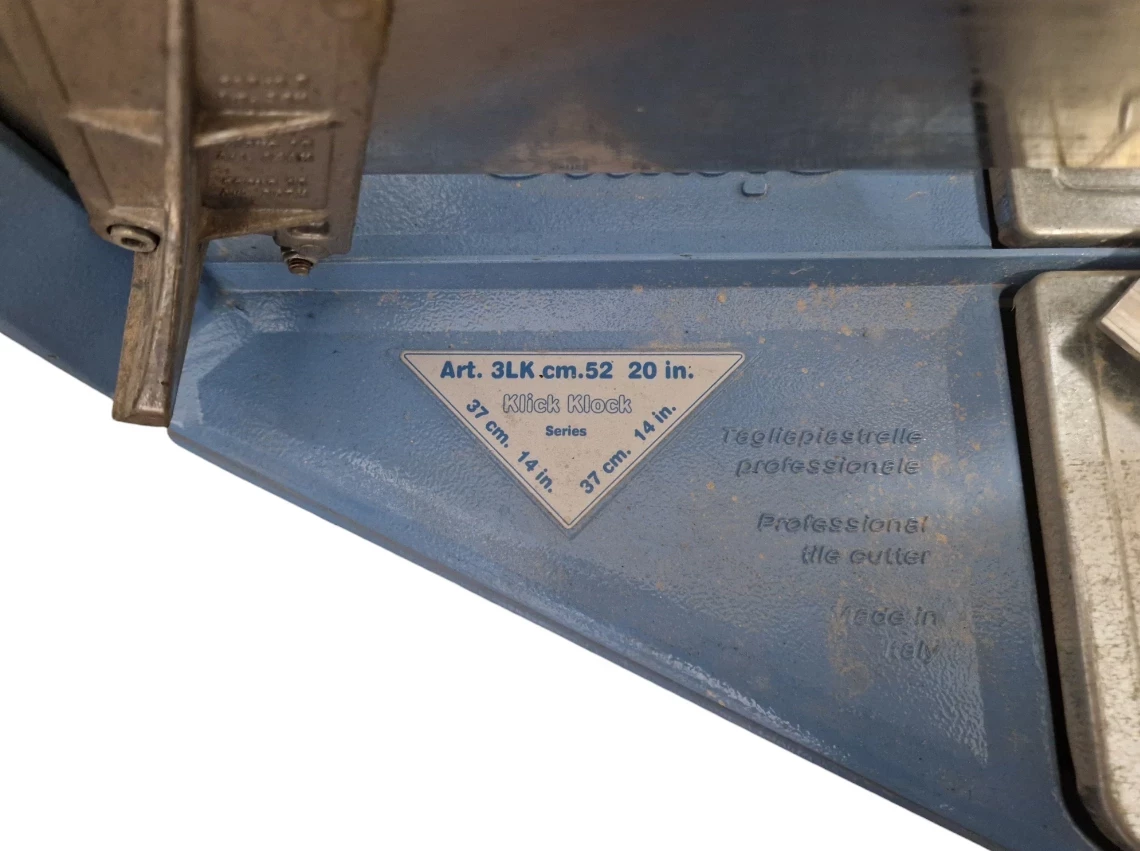 Art. 3LK cm.52 20 in.
Klick Klock
Series
37 cm. 14 in.
37 cm. 14 in.
Tagliapiastrelle
professionale
Professional
tile cutter
Made in
Italy